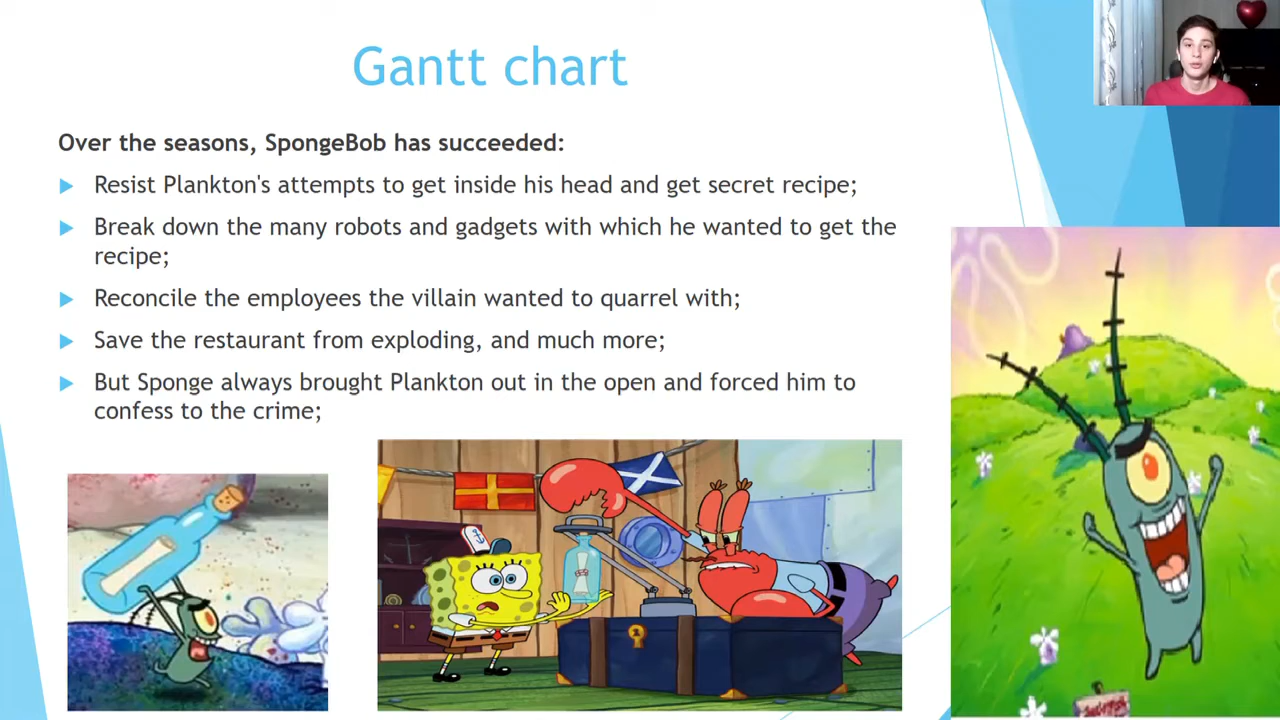 Gantt chart
Over the seasons, SpongeBob has succeeded:
Resist Plankton's attempts to get inside his head and get secret recipe;
Break down the many robots and gadgets with which he wanted to get the
recipe;
Reconcile the employees the villain wanted to quarrel with;
Save the restaurant from exploding, and much more;
But Sponge always brought Plankton out in the open and forced him to
confess to the crime;